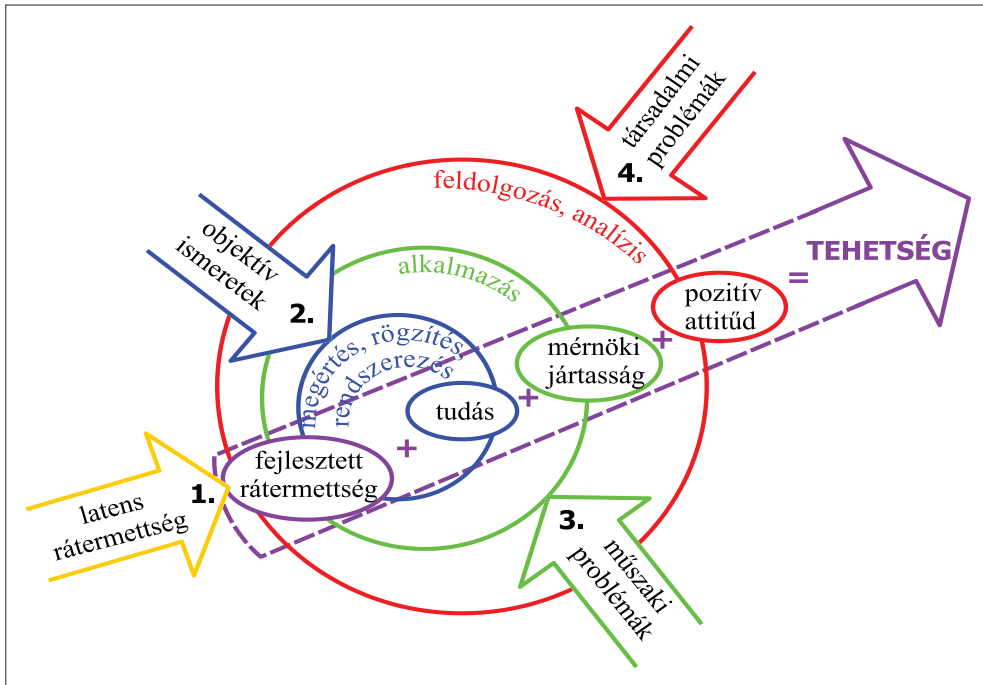 társadalmi
problémák
4.
feldolgozás, analízis
objektív
ismeretek
2.
alkalmazás
TEHETSÉG
=
pozitív
attitűd
+
megértés, rögzítés,
rendszerezés
mérnöki
jártasság
+
tudás
+
fejlesztett
rátermettség
1.
latens
rátermettség
3.
műszaki
problémák